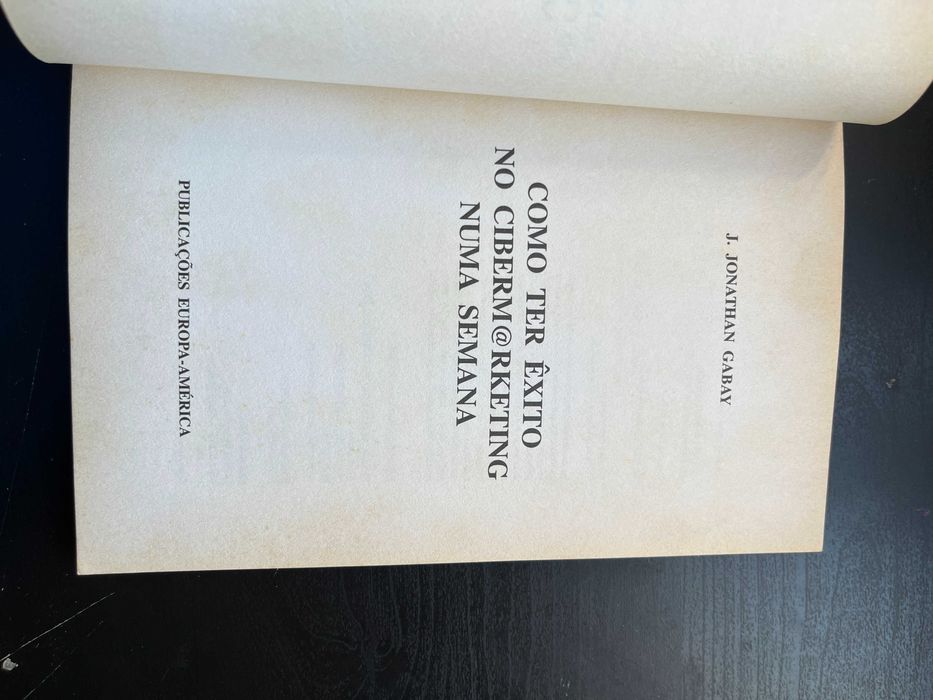 J. JONATHAN GABAY
COMO TER ÊXITO
NO CIBERM@RKETING
NUMA SEMANA
PUBLICAÇÕES EUROPA-AMÉRICA